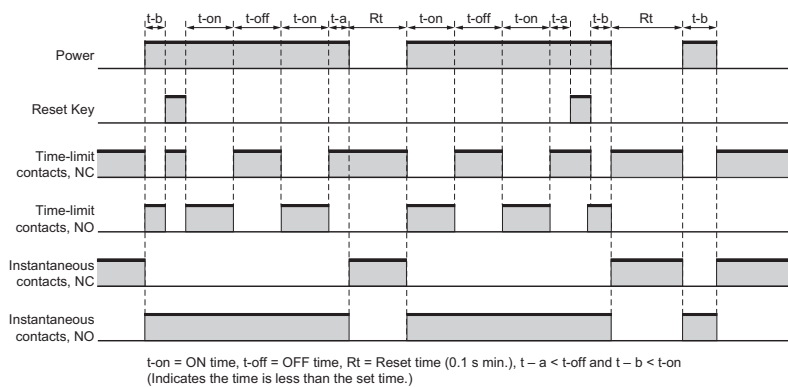 t-b t-on t-off t-on t-a Rt t-on t-off t-on t-a t-b Rt t-b
Power
Reset Key
Time-limit
contacts, NC
Time-limit
contacts, NO
Instantaneous
contacts, NC
Instantaneous
contacts, NO
t-on = ON time, t-off = OFF time, Rt = Reset time (0.1 s min.), t – a < t-off and t – b < t-on
(Indicates the time is less than the set time.)